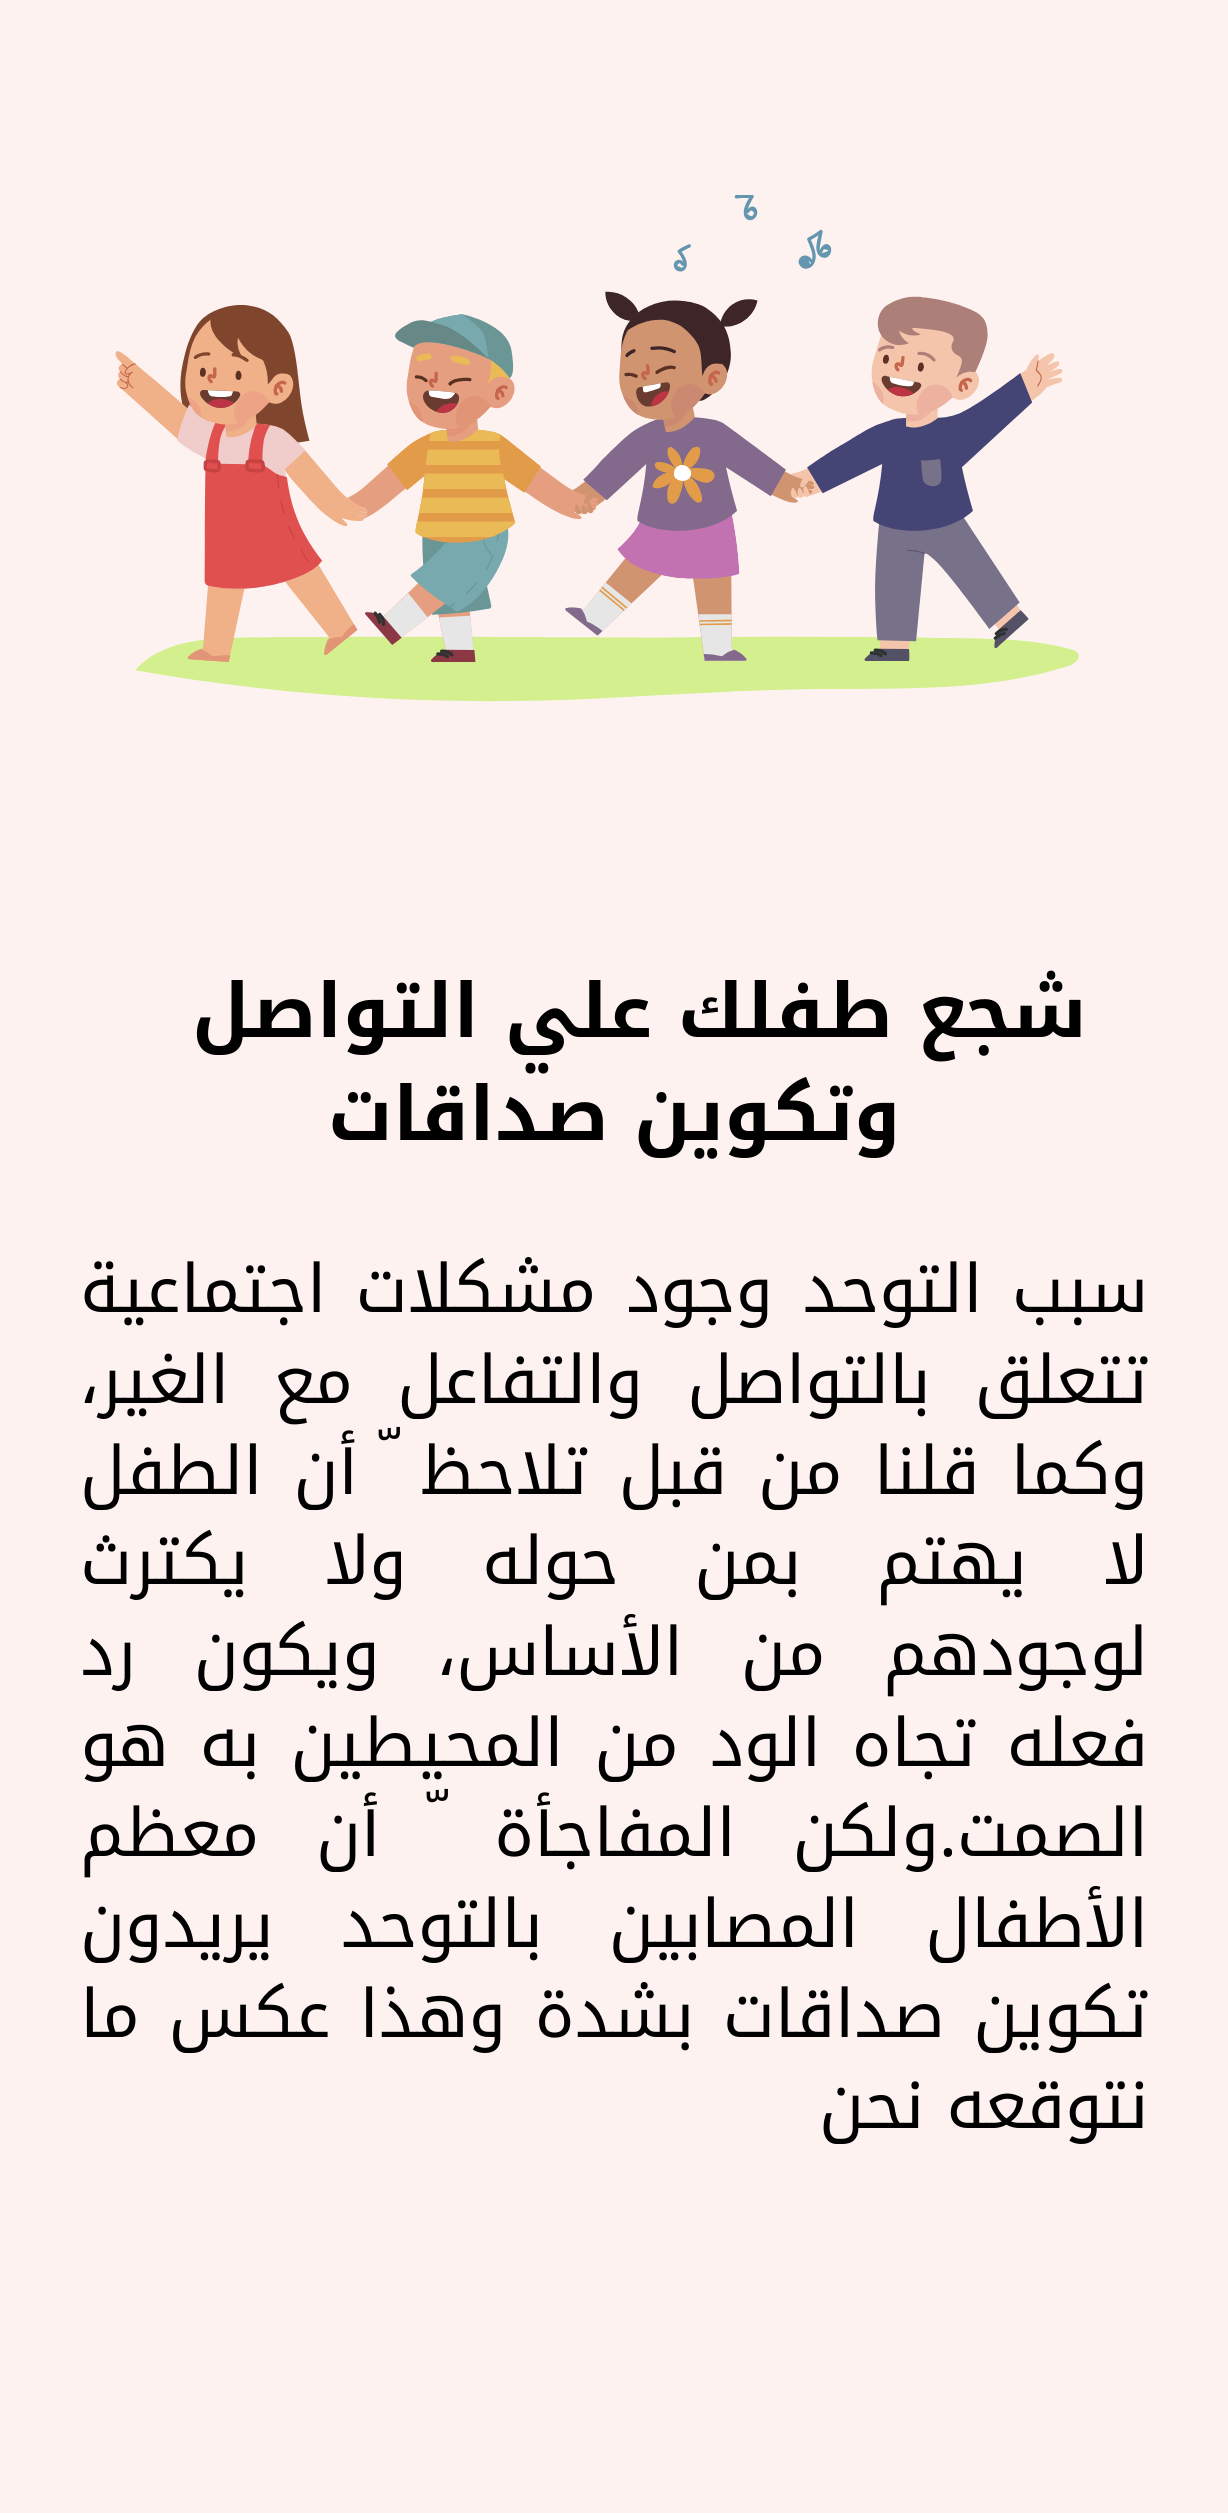 شجع طفلك علي التواصل
وتكوين صداقات
سبب التوحد وجود مشكلات اجتماعية
تتعلق بالتواصل والتفاعل مع الغير،
وكما قلنا من قبل تلاحظ ّ أن الطفل
لا يهتم بمن حوله ولا يكترث
لوجودهم من الأساس، ويكون رد
فعله تجاه الود من المحيطين به هو
الصمت.ولكن المفاجأة ّ أن معظم
الأطفال المصابين بالتوحد يريدون
تكوين صداقات بشدة وهذا عكس ما
نتوقعه نحن